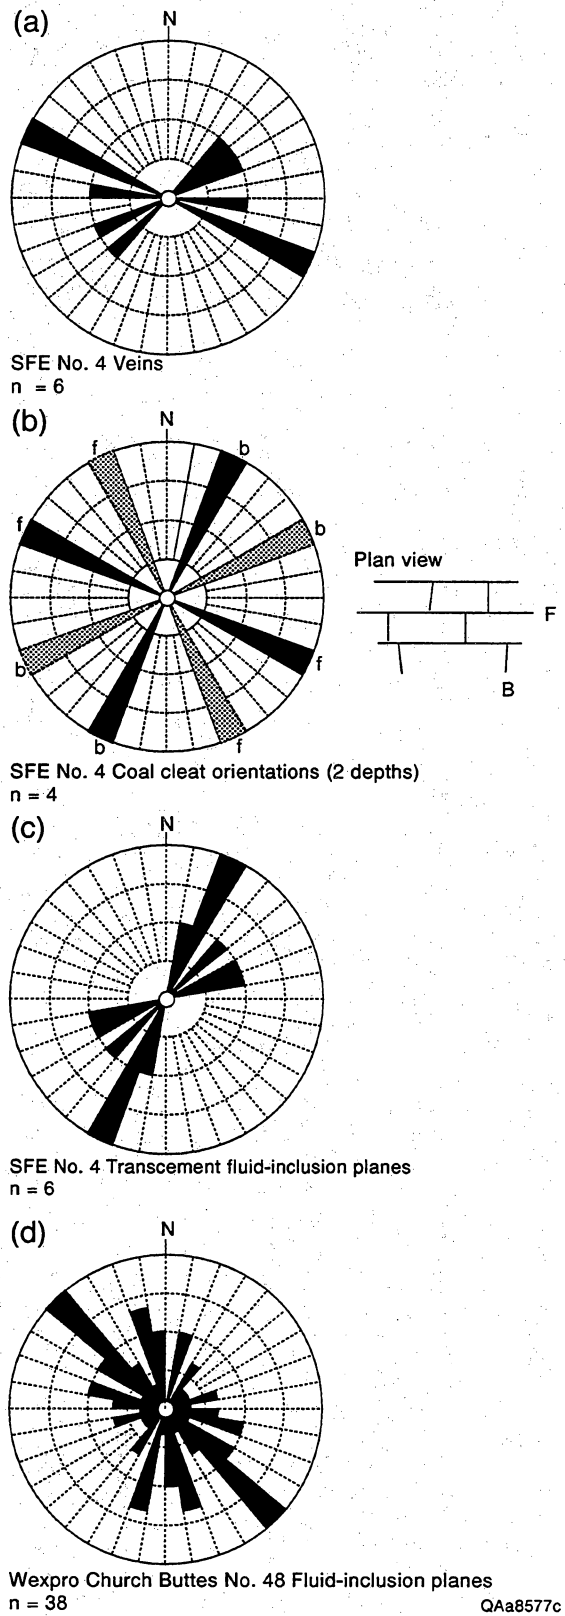 (a)
N
SFE No. 4 Veins
n = 6
(b)
N
f
b
f
b
Plan view
F
b
f
B
b
f
SFE No. 4 Coal cleat orientations (2 depths)
n = 4
(c)
N
SFE No. 4 Transcement fluid-inclusion planes
n = 6
(d)
N
Wexpro Church Buttes No. 48 Fluid-inclusion planes
n = 38
QAa8577c